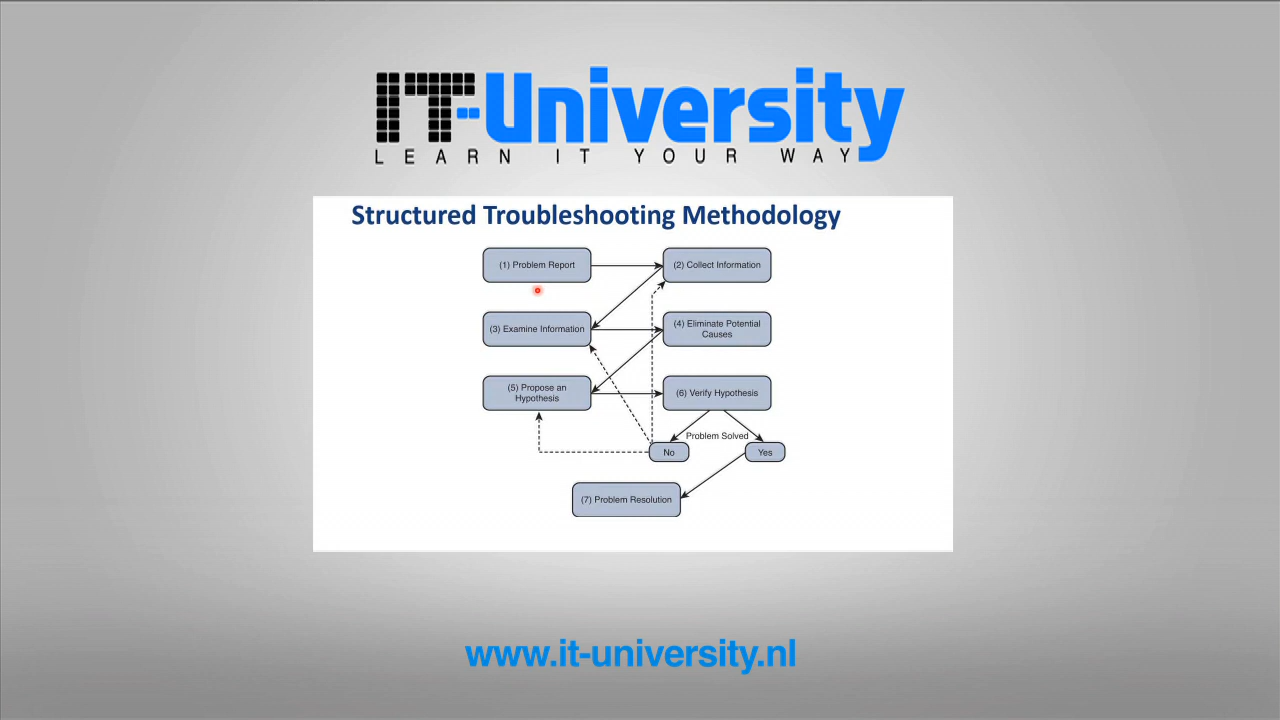 IT-University
LEARN IT YOUR WAY
Structured Troubleshooting Methodology
(1) Problem Report
(2) Collect Information
(3) Examine Information
(4) Eliminate Potential
Causes
(5) Propose an
Hypothesis
(6) Verify Hypothesis
Problem Solved
No
Yes
(7) Problem Resolution
www.it-university.nl